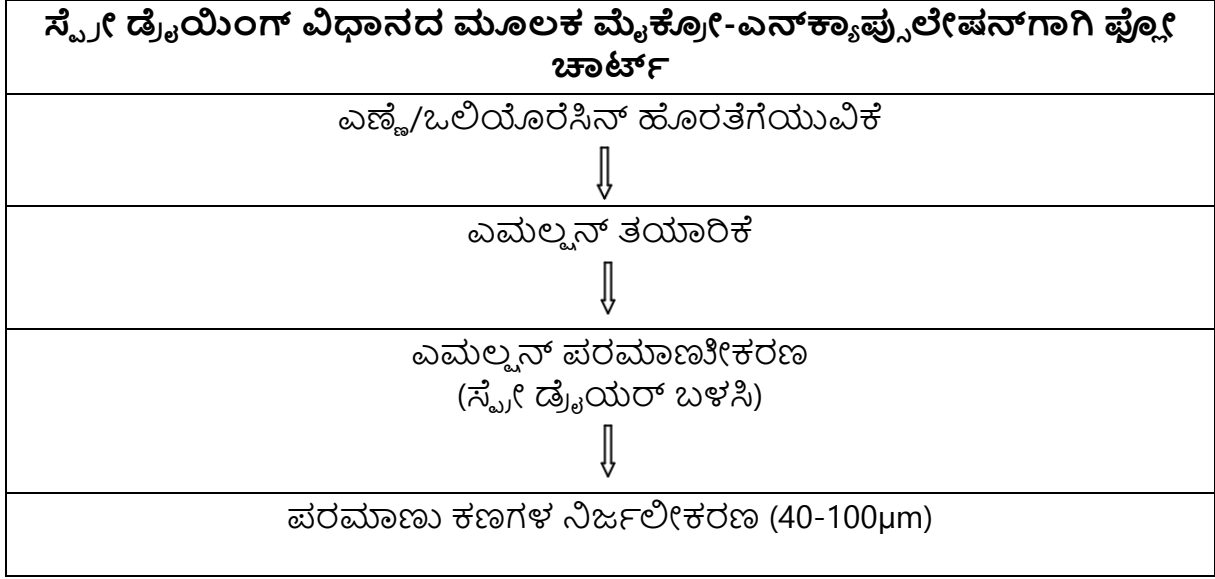 ಸ್ಪ್ರೇ ಡ್ರೈಯಿಂಗ್ ವಿಧಾನದ ಮೂಲಕ ಮೈಕ್ರೋ-ಎನ್‌ಕ್ಯಾಪ್ಸುಲೇಷನ್‌ಗಾಗಿ ಫ್ಲೋ
ಚಾರ್ಟ್
ಎಣ್ಣೆ/ಒಲಿಯೊರೆಸಿನ್ ಹೊರತೆಗೆಯುವಿಕೆ
ಎಮಲ್ಷನ್ ತಯಾರಿಕೆ
ಎಮಲ್ಷನ್ ಪರಮಾಣುೀಕರಣ
(ಸ್ಪ್ರೇ ಡ್ರೈಯರ್ ಬಳಸಿ)
ಪರಮಾಣು ಕಣಗಳ ನಿರ್ಜಲೀಕರಣ (40-100µm)